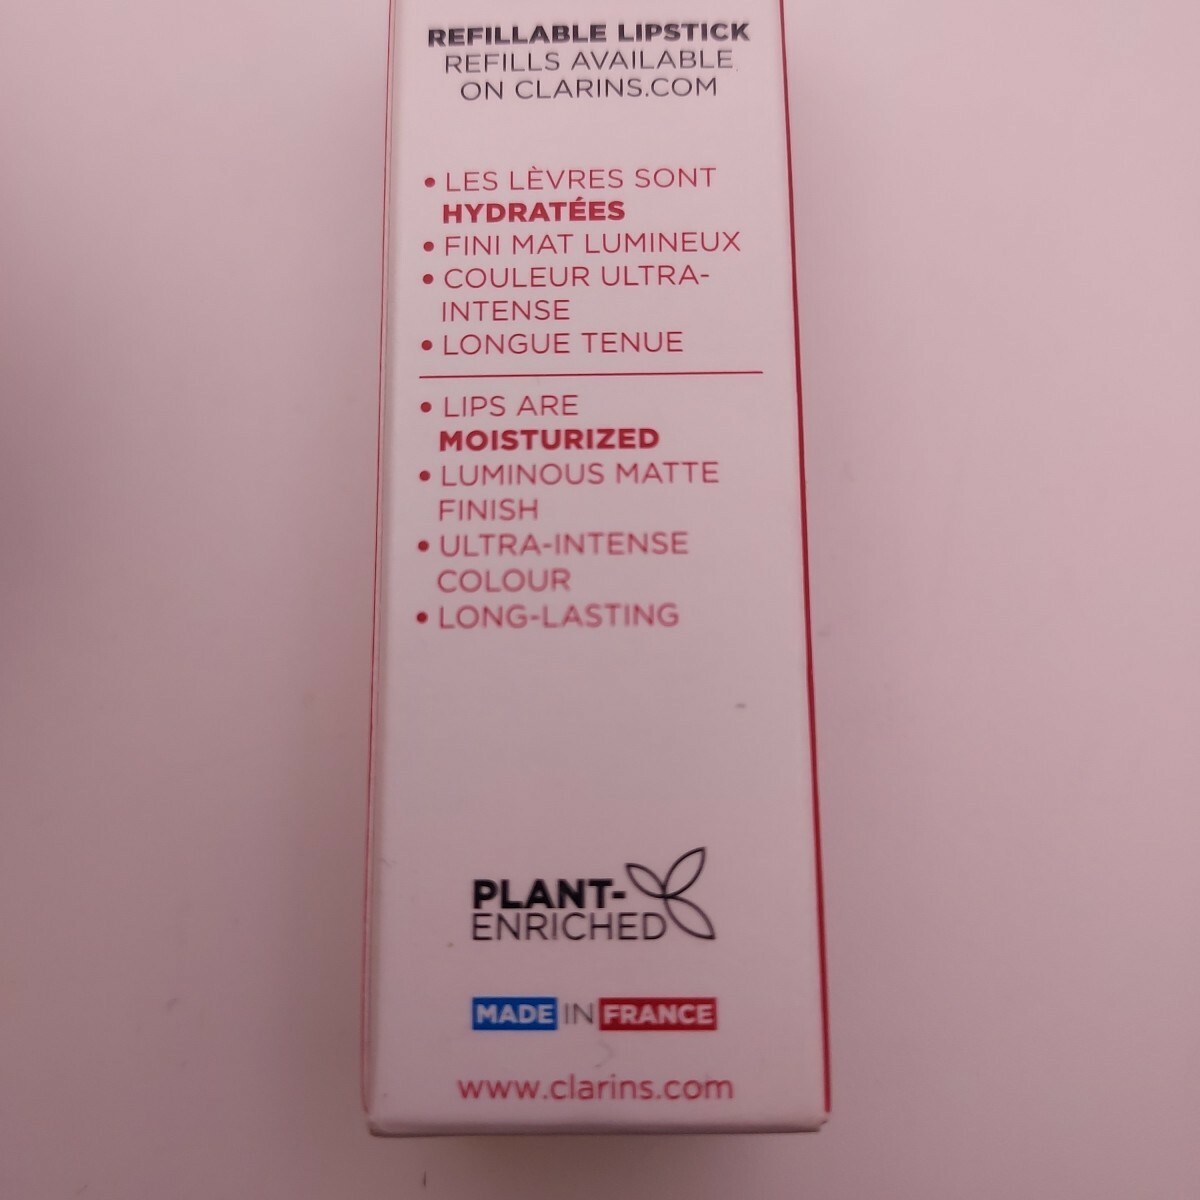 REFILLABLE LIPSTICK
REFILLS AVAILABLE
ON CLARINS.COM
• LES LÈVRES SONT
HYDRATÉES
• FINI MAT LUMINEUX
• COULEUR ULTRA-
INTENSE
• LONGUE TENUE
• LIPS ARE
MOISTURIZED
• LUMINOUS MATTE
FINISH
• ULTRA-INTENSE
COLOUR
• LONG-LASTING
PLANT-
ENRICHED
MADE IN FRANCE
www.clarins.com